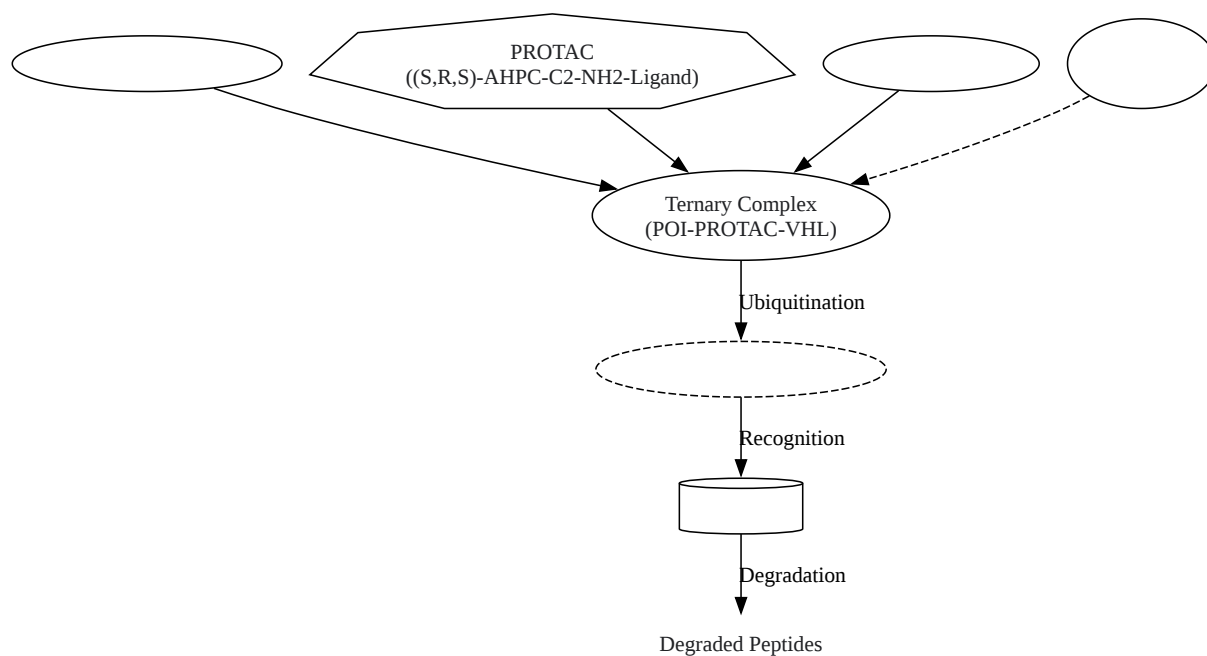 PROTAC
((S,R,S)-AHPC-C2-NH2-Ligand)
Ternary Complex
(POI-PROTAC-VHL)
Ubiquitination
Recognition
Degradation
Degraded Peptides